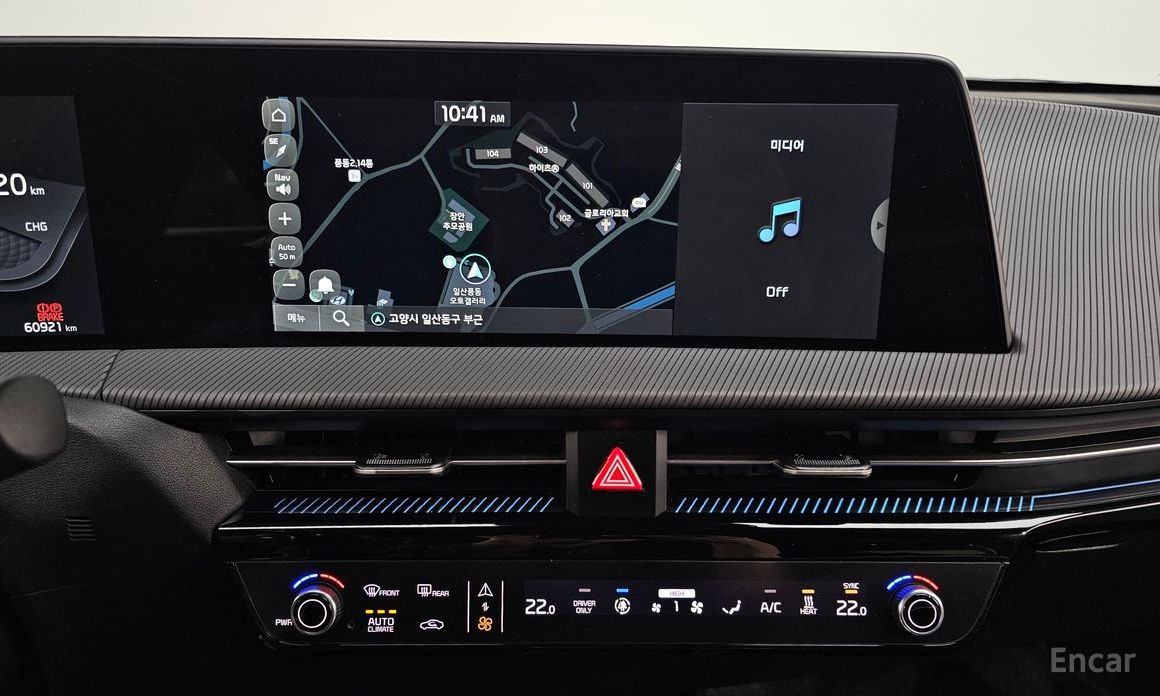 10:41 AM
SE
Nav
Auto
50 m
풍동2,14통
104
103
하이츠㉮
101
102
글로리아교회
CU
장안
추모공원
일산풍동
오토갤러리
메뉴
고양시 일산동구 부근
미디어
Off
20 km
CHG
BRAKE
60921 km
PWR
FRONT
REAR
AUTO
CLIMATE
22.0
DRIVER
ONLY
HIGH
1
A/C
HEAT
SYNC
22.0
Encar